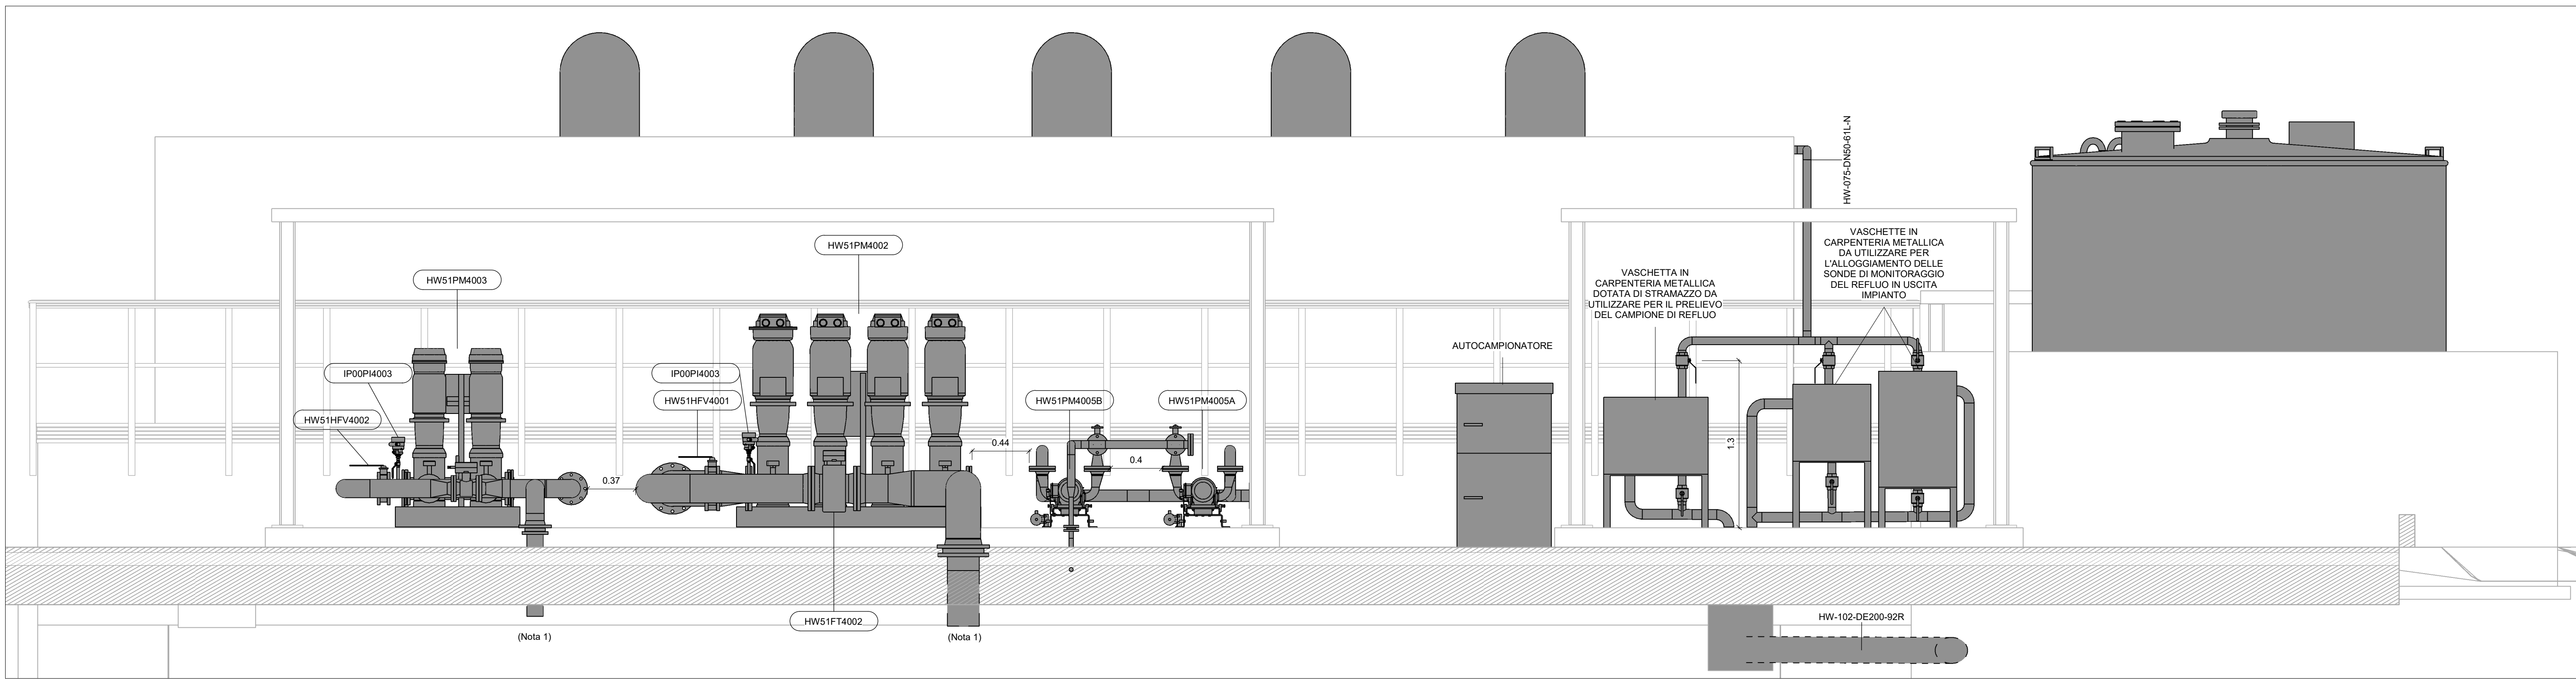 HW-075-DN50-61L-N
VASCHETTE IN
CARPENTERIA METALLICA
DA UTILIZZARE PER
L'ALLOGGIAMENTO DELLE
SONDE DI MONITORAGGIO
DEL REFLUO IN USCITA
IMPIANTO
HW51PM4002
HW51PM4003
VASCHETTA IN
CARPENTERIA METALLICA
DOTATA DI STRAMAZZO DA
UTILIZZARE PER IL PRELIEVO
DEL CAMPIONE DI REFLUO
AUTOCAMPIONATORE
IP00PI4003
IP00PI4003
HW51HFV4001
HW51PM4005B
HW51PM4005A
HW51HFV4002
0.44
1.3
0.4
0.37
HW51FT4002
HW-102-DE200-92R
(Nota 1)
(Nota 1)